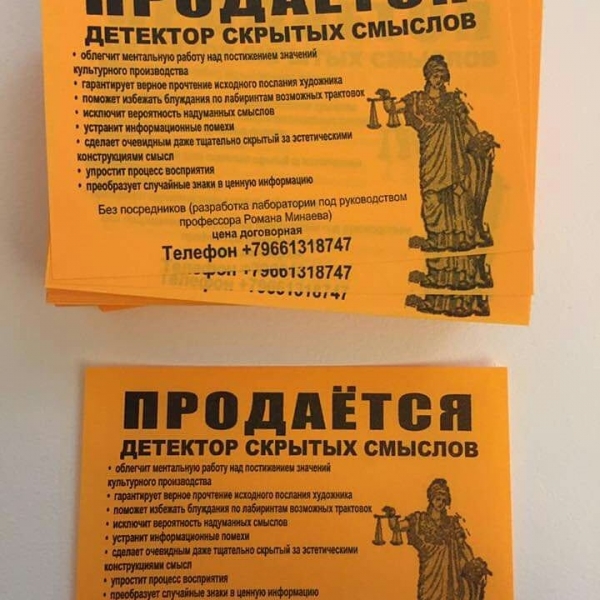 ПРОДАЁТСЯ
ДЕТЕКТОР СКРЫТЫХ СМЫСЛОВ
• облегчит ментальную работу над постижением значений
культурного производства
• гарантирует верное прочтение исходного послания художника
• поможет избежать блуждания по лабиринтам возможных трактовок
• исключит вероятность надуманных смыслов
• устранит информационные помехи
• сделает очевидным даже тщательно скрытый за эстетическими
конструкциями смысл
• упростит процесс восприятия
• преобразует случайные знаки в ценную информацию
Без посредников (разработка лаборатории под руководством
профессора Романа Минаева)
цена договорная
Телефон +79661318747
Телефон +79661318747
Телефон +79661318747
ПРОДАЁТСЯ
ДЕТЕКТОР СКРЫТЫХ СМЫСЛОВ
• облегчит ментальную работу над постижением значений
культурного производства
• гарантирует верное прочтение исходного послания художника
• поможет избежать блуждания по лабиринтам возможных трактовок
• исключит вероятность надуманных смыслов
• устранит информационные помехи
• сделает очевидным даже тщательно скрытый за эстетическими
конструкциями смысл
• упростит процесс восприятия
• преобразует случайные знаки в ценную информацию